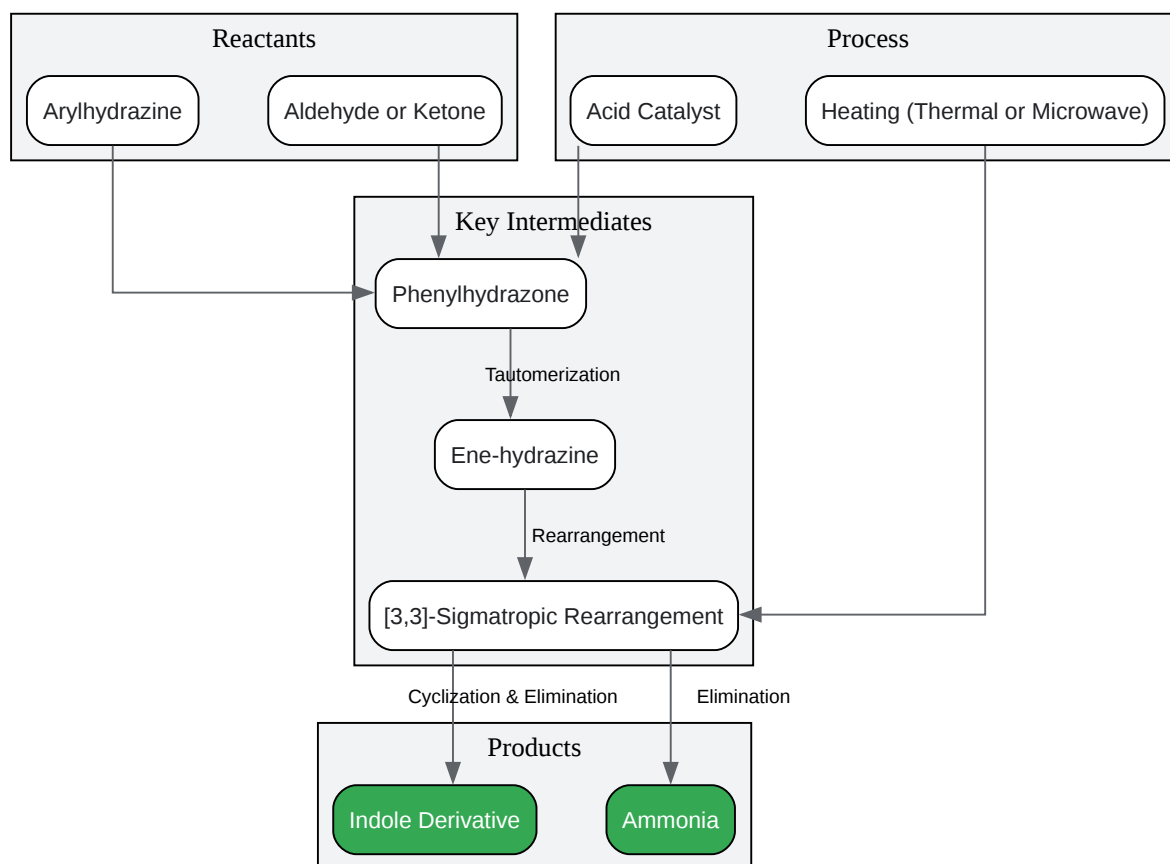 Reactants
Process
Arylhydrazine
Aldehyde or Ketone
Acid Catalyst
Heating (Thermal or Microwave)
Key Intermediates
Phenylhydrazone
Tautomerization
Ene-hydrazine
Rearrangement
[3,3]-Sigmatropic Rearrangement
Cyclization & Elimination
Elimination
Products
Indole Derivative
Ammonia